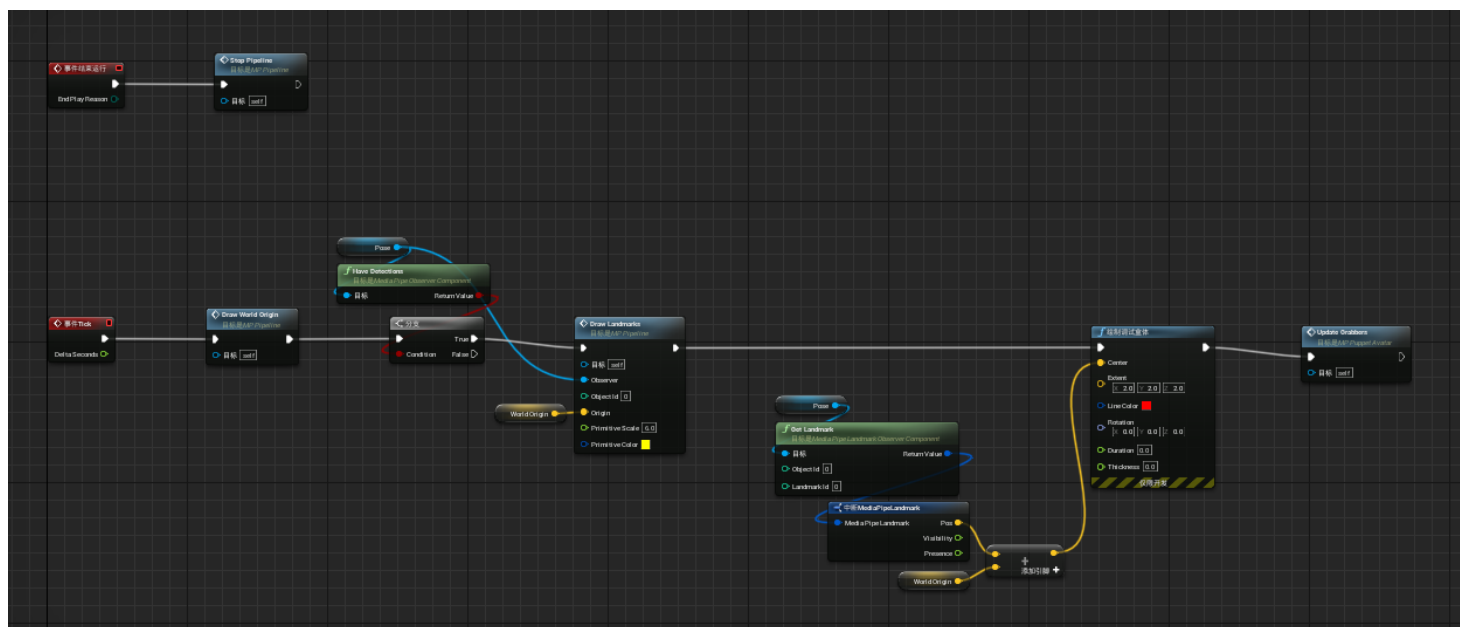 事件结束运行
End Play Reason
Stop Pipeline
目标是MP Pipeline
目标 self
Pose
Have Detections
目标是Media Pipe Observer Component
目标 Return Value
事件Tick
Delta Seconds
Draw World Origin
目标是MP Pipeline
目标 self
分支
True
Condition False
Draw Landmarks
目标是MP Pipeline
目标 self
Observer
Object Id 0
World Origin
Origin
Primitive Scale 6.0
Primitive Color
Pose
Get Landmark
目标是Media Pipe Landmark Observer Component
目标 Return Value
Object Id 0
Landmark Id 0
中断MediaPipeLandmark
Media Pipe Landmark Pos
Visibility
Presence
World Origin
+
添加引脚 +
绘制调试盒体
Center
Extent
X 2.0 Y 2.0 Z 2.0
Line Color
Rotation
X 0.0 Y 0.0 Z 0.0
Duration 0.0
Thickness 0.0
仅限开发
Update Grabbers
目标是MP Puppet Avatar
目标 self